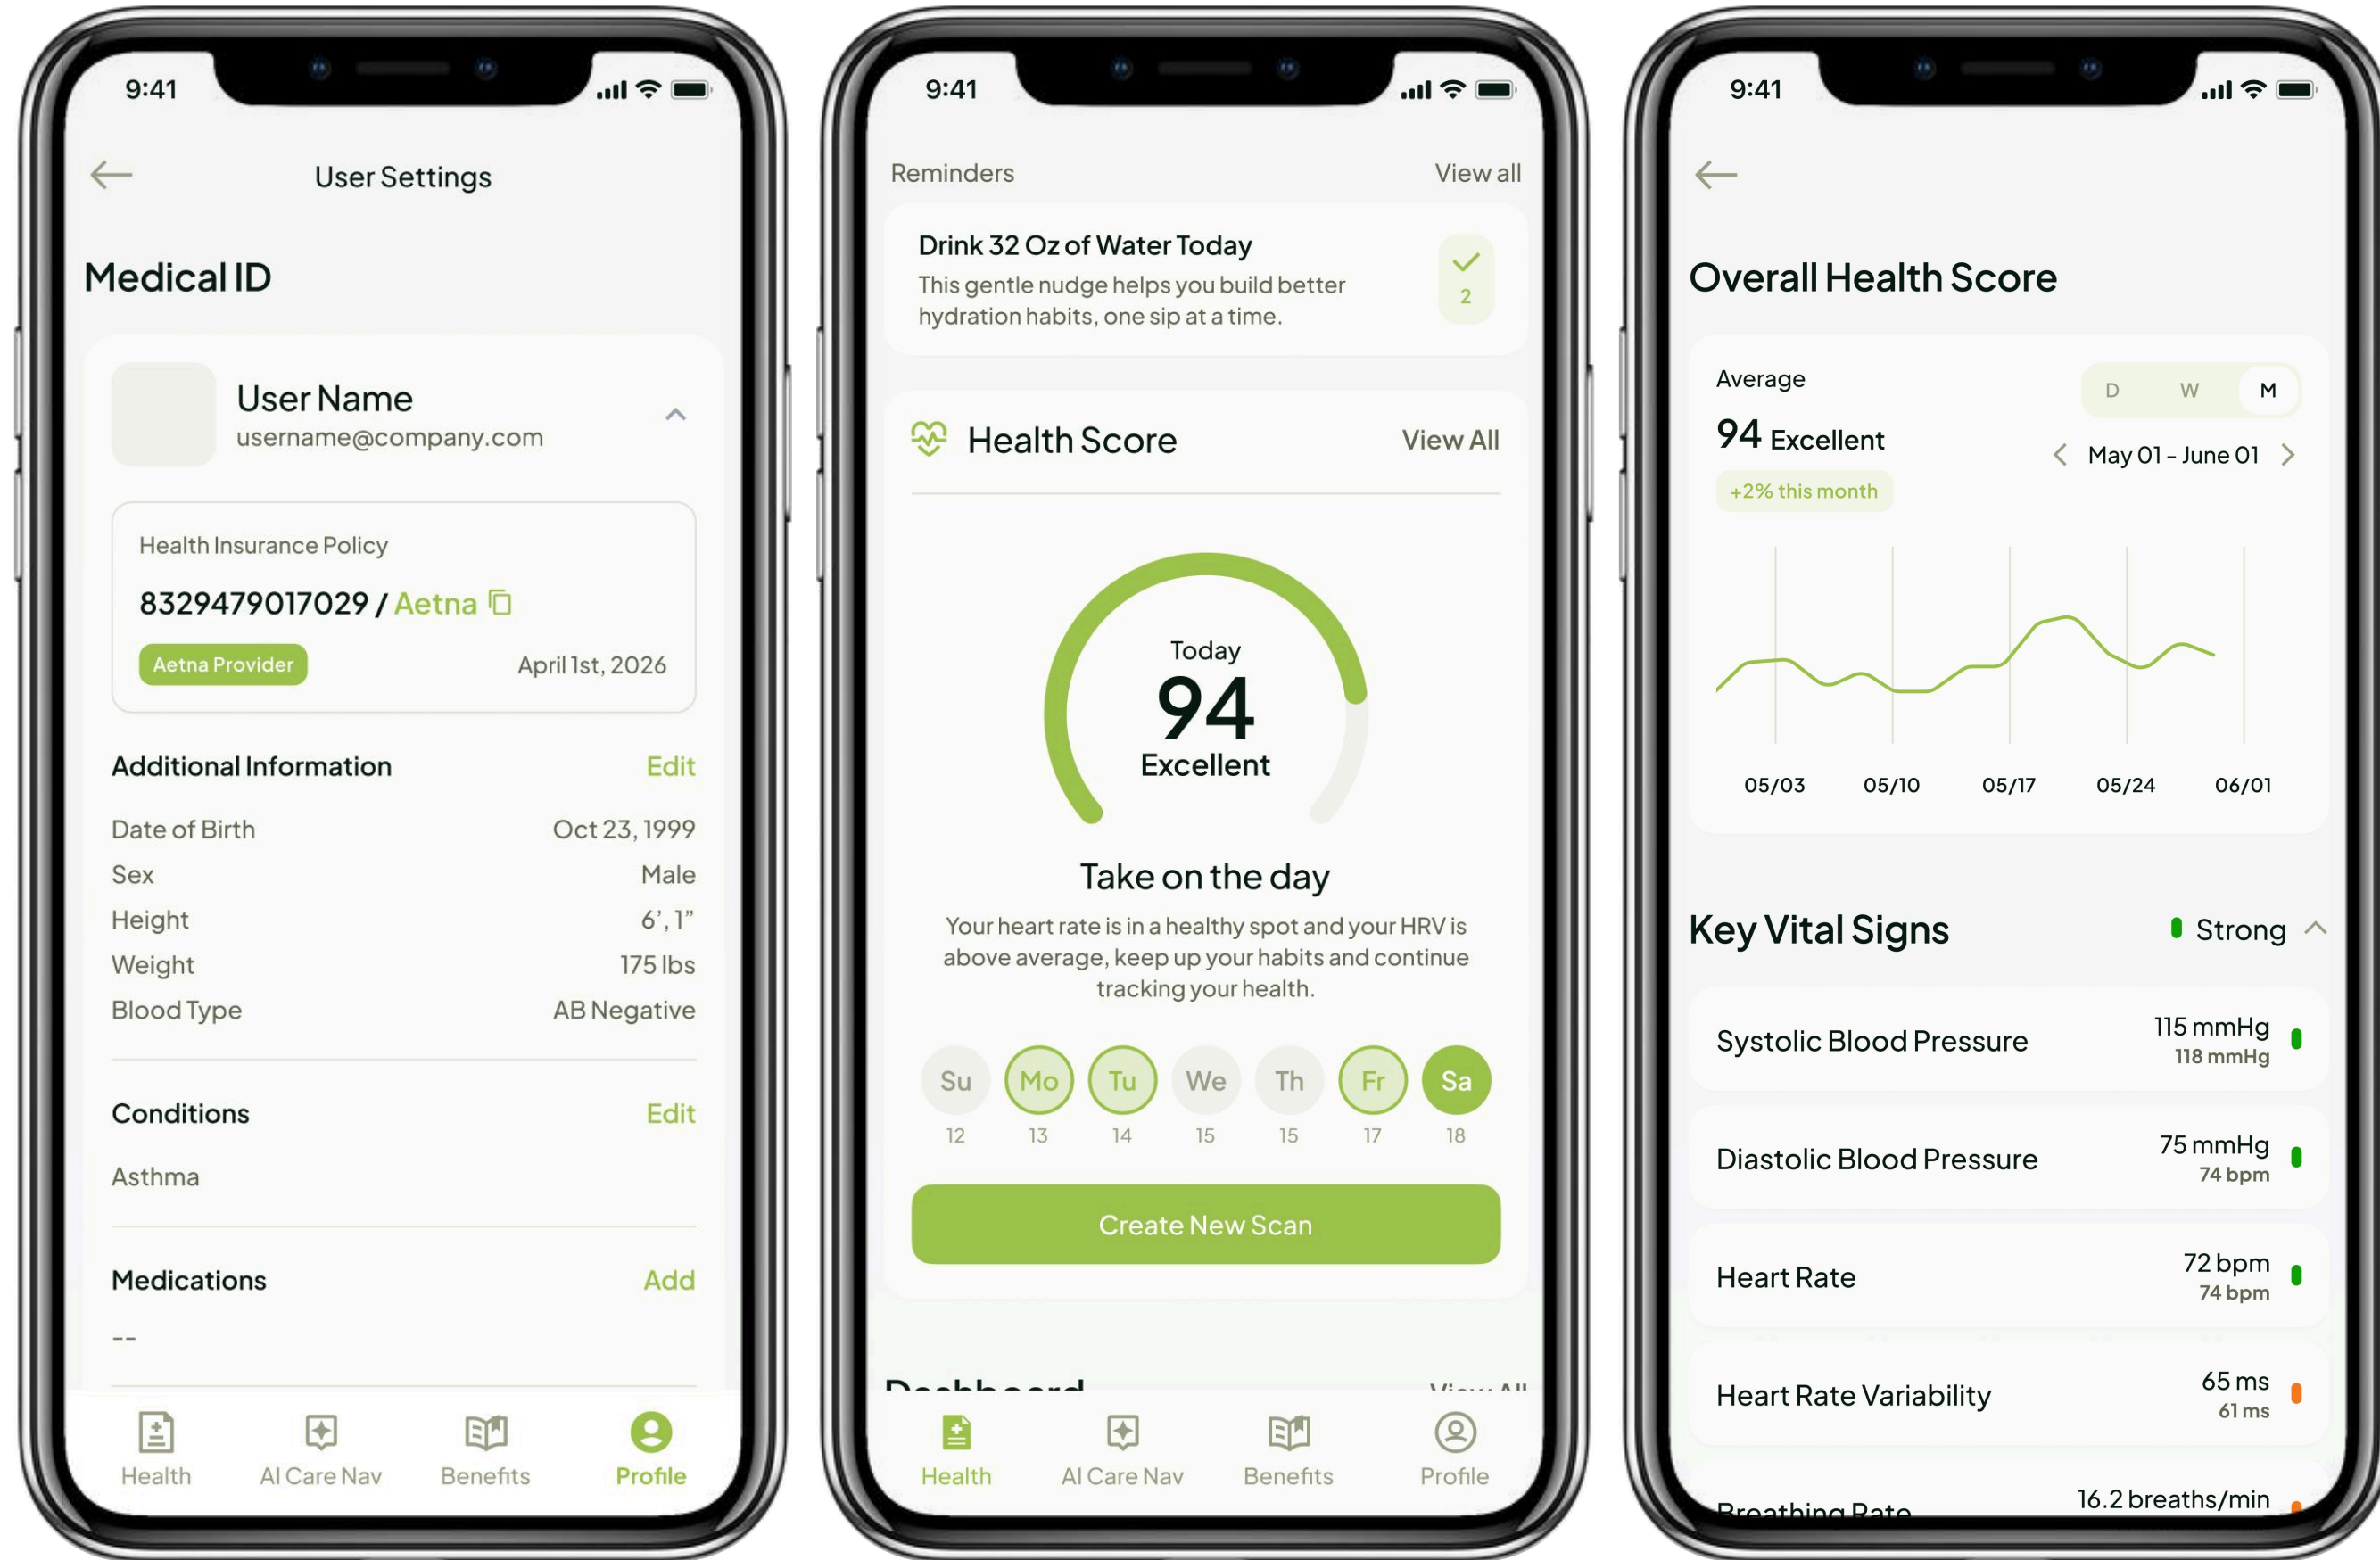 9:41
User Settings
Medical ID
User Name
username@company.com
Health Insurance Policy
8329479017029 / Aetna
Aetna Provider
April 1st, 2026
Additional Information
Edit
Date of Birth
Oct 23, 1999
Sex
Male
Height
6’, 1”
Weight
175 lbs
Blood Type
AB Negative
Conditions
Edit
Asthma
Medications
Add
--
Health
AI Care Nav
Benefits
Profile
9:41
Reminders
View all
Drink 32 Oz of Water Today
This gentle nudge helps you build better
hydration habits, one sip at a time.
2
Health Score
View All
Today
94
Excellent
Take on the day
Your heart rate is in a healthy spot and your HRV is
above average, keep up your habits and continue
tracking your health.
Su Mo Tu We Th Fr Sa
12 13 14 15 15 17 18
Create New Scan
Dashboard
View All
Health
AI Care Nav
Benefits
Profile
9:41
Overall Health Score
Average
D W M
94 Excellent
May 01 - June 01
+2% this month
05/03 05/10 05/17 05/24 06/01
Key Vital Signs
Strong
Systolic Blood Pressure
115 mmHg
118 mmHg
Diastolic Blood Pressure
75 mmHg
74 bpm
Heart Rate
72 bpm
74 bpm
Heart Rate Variability
65 ms
61 ms
Breathing Rate
16.2 breaths/min